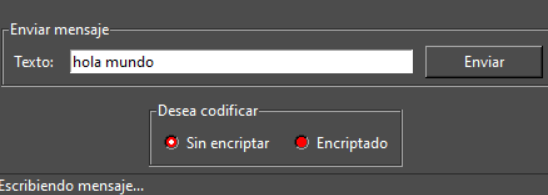 Enviar mensaje
Texto: hola mundo Enviar
Desea codificar
Sin encriptar Encriptado
Escribiendo mensaje...